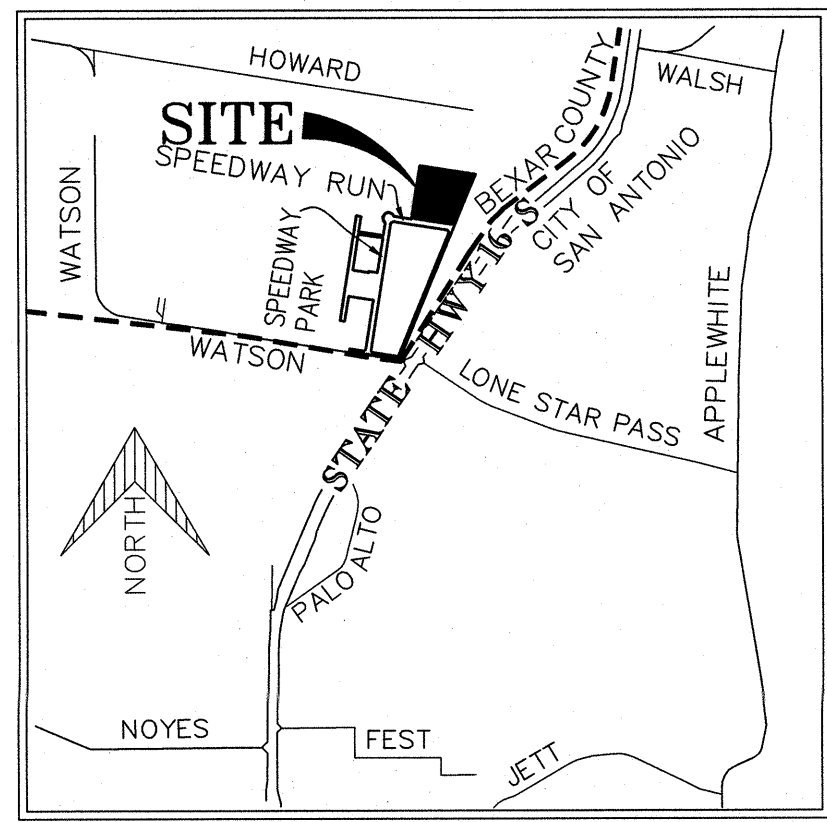 HOWARD
WALSH
SITE
SPEEDWAY RUN
BEXAR COUNTY
CITY OF
SAN ANTONIO
WATSON
SPEEDWAY
PARK
STATE HWY 16 S
WATSON
LONE STAR PASS
APPLEWHITE
NORTH
PALO ALTO
NOYES
FEST
JETT